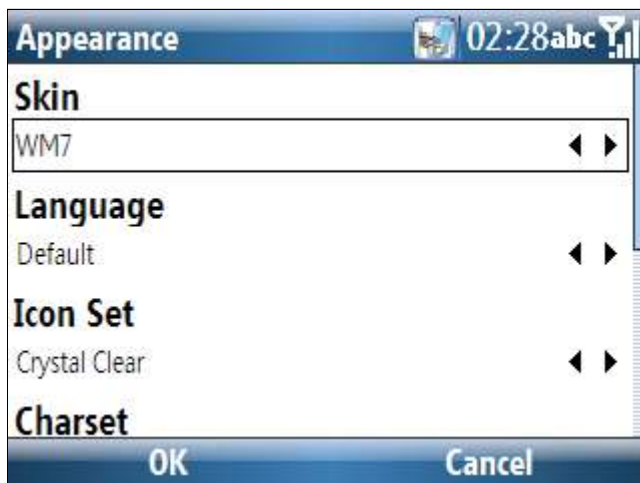 Appearance 02:28abc
Skin
WM7
Language
Default
Icon Set
Crystal Clear
Charset
OK Cancel